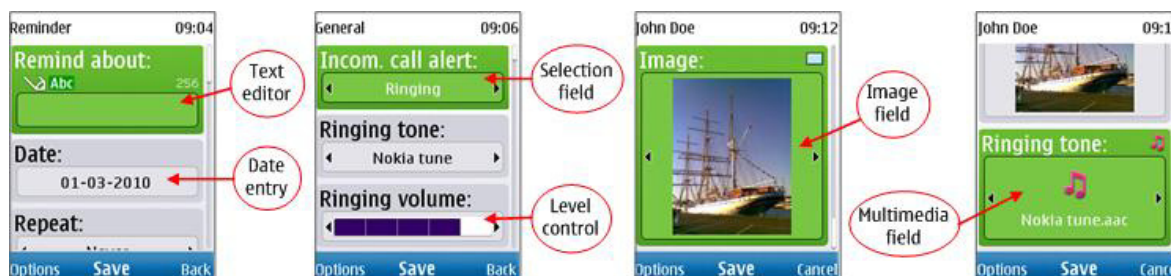 Reminder 09:04
Remind about:
Abc 256
Text
editor
Date:
01-03-2010
Date
entry
Repeat:
Options Save Back
General 09:06
Incom. call alert:
Ringing
Selection
field
Ringing tone:
Nokia tune
Ringing volume:
Level
control
Options Save Back
John Doe 09:12
Image:
Image
field
Options Save Cancel
John Doe 09:1
Ringing tone:
Nokia tune.aac
Multimedia
field
Options Save Cance